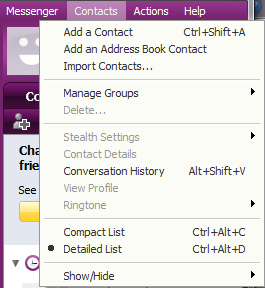 Messenger Contacts Actions Help
Add a Contact Ctrl+Shift+A
Add an Address Book Contact
Import Contacts...
Manage Groups
Delete...
Stealth Settings
Contact Details
Conversation History Alt+Shift+V
View Profile
Ringtone
Compact List Ctrl+Alt+C
Detailed List Ctrl+Alt+D
Show/Hide
Co
Cha
frie
See